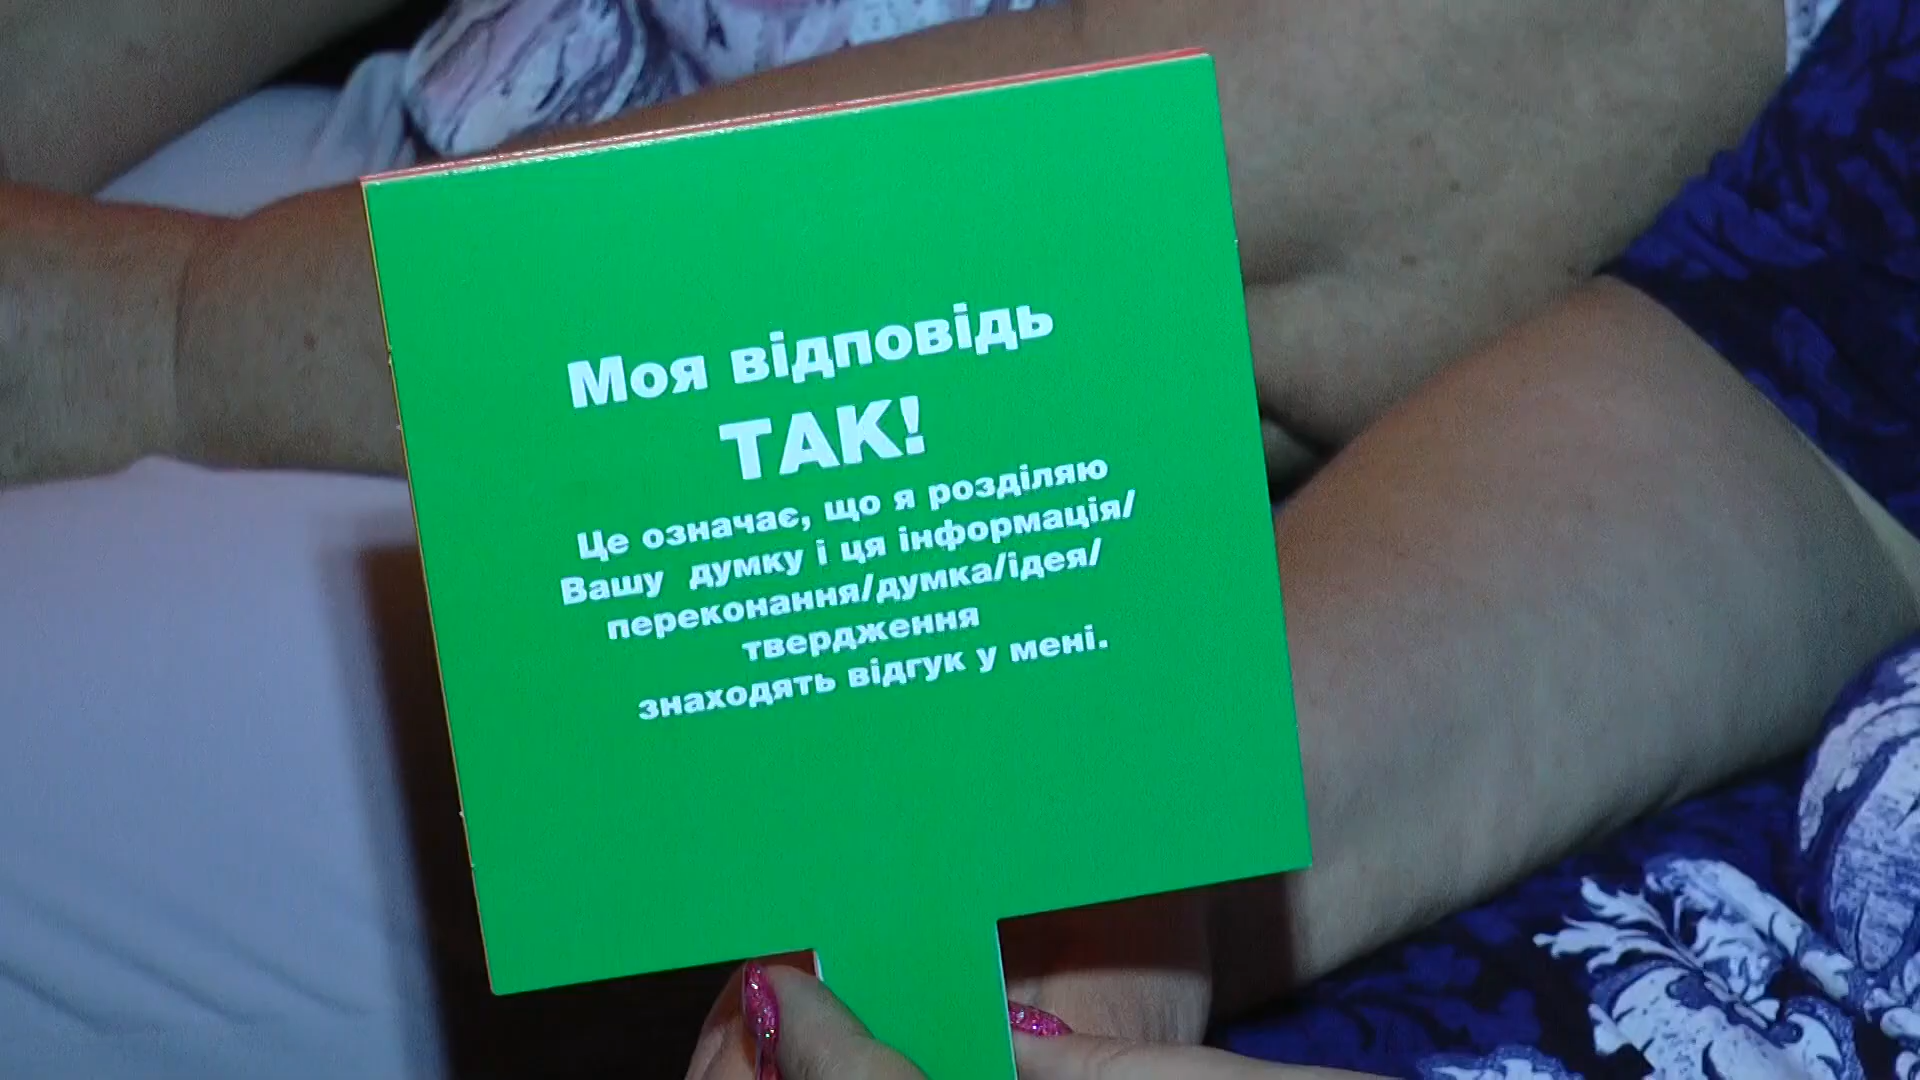 Моя відповідь
ТАК!
Це означає, що я розділяю
Вашу думку і ця інформація/
переконання/думка/ідея/
твердження
знаходять відгук у мені.